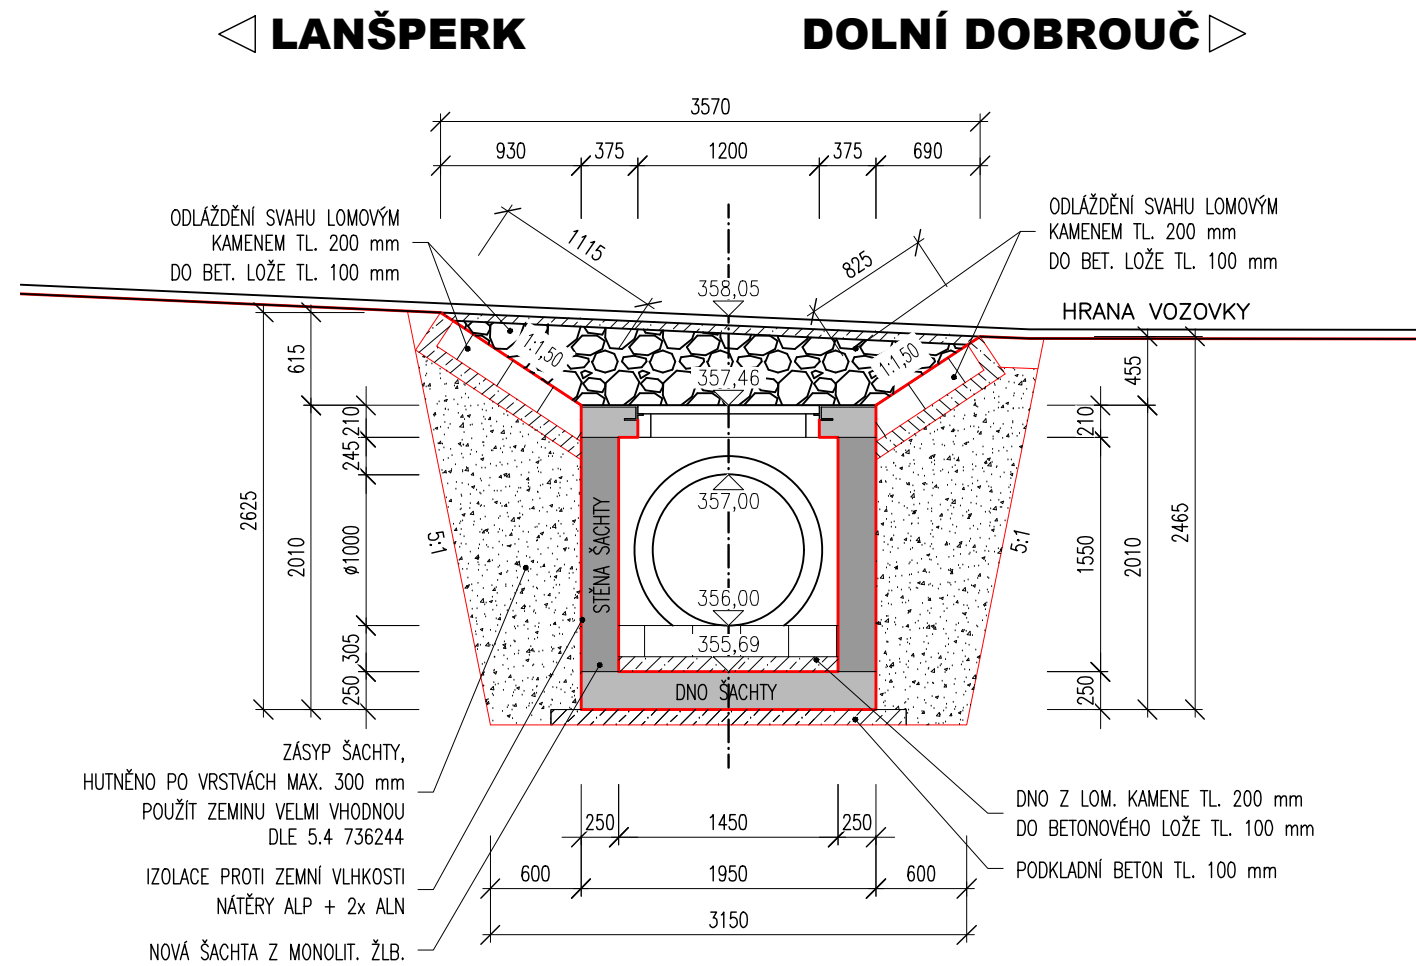 LANŠPERK
DOLNÍ DOBROUČ
3570
930
375
1200
375
690
ODLÁŽDĚNÍ SVAHU LOMOVÝM
KAMENEM TL. 200 mm
DO BET. LOŽE TL. 100 mm
1115
825
ODLÁŽDĚNÍ SVAHU LOMOVÝM
KAMENEM TL. 200 mm
DO BET. LOŽE TL. 100 mm
358,05
HRANA VOZOVKY
1:1,50
1:1,50
357,46
615
210
245
2625
2010
ø1000
305
250
5:1
STĚNA ŠACHTY
357,00
356,00
355,69
DNO ŠACHTY
5:1
455
210
1550
2010
2465
250
ZÁSYP ŠACHTY,
HUTNĚNO PO VRSTVÁCH MAX. 300 mm
POUŽÍT ZEMINU VELMI VHODNOU
DLE 5.4 736244
IZOLACE PROTI ZEMNÍ VLHKOSTI
NÁTĚRY ALP + 2x ALN
NOVÁ ŠACHTA Z MONOLIT. ŽLB.
DNO Z LOM. KAMENE TL. 200 mm
DO BETONOVÉHO LOŽE TL. 100 mm
PODKLADNÍ BETON TL. 100 mm
250
1450
250
600
1950
600
3150